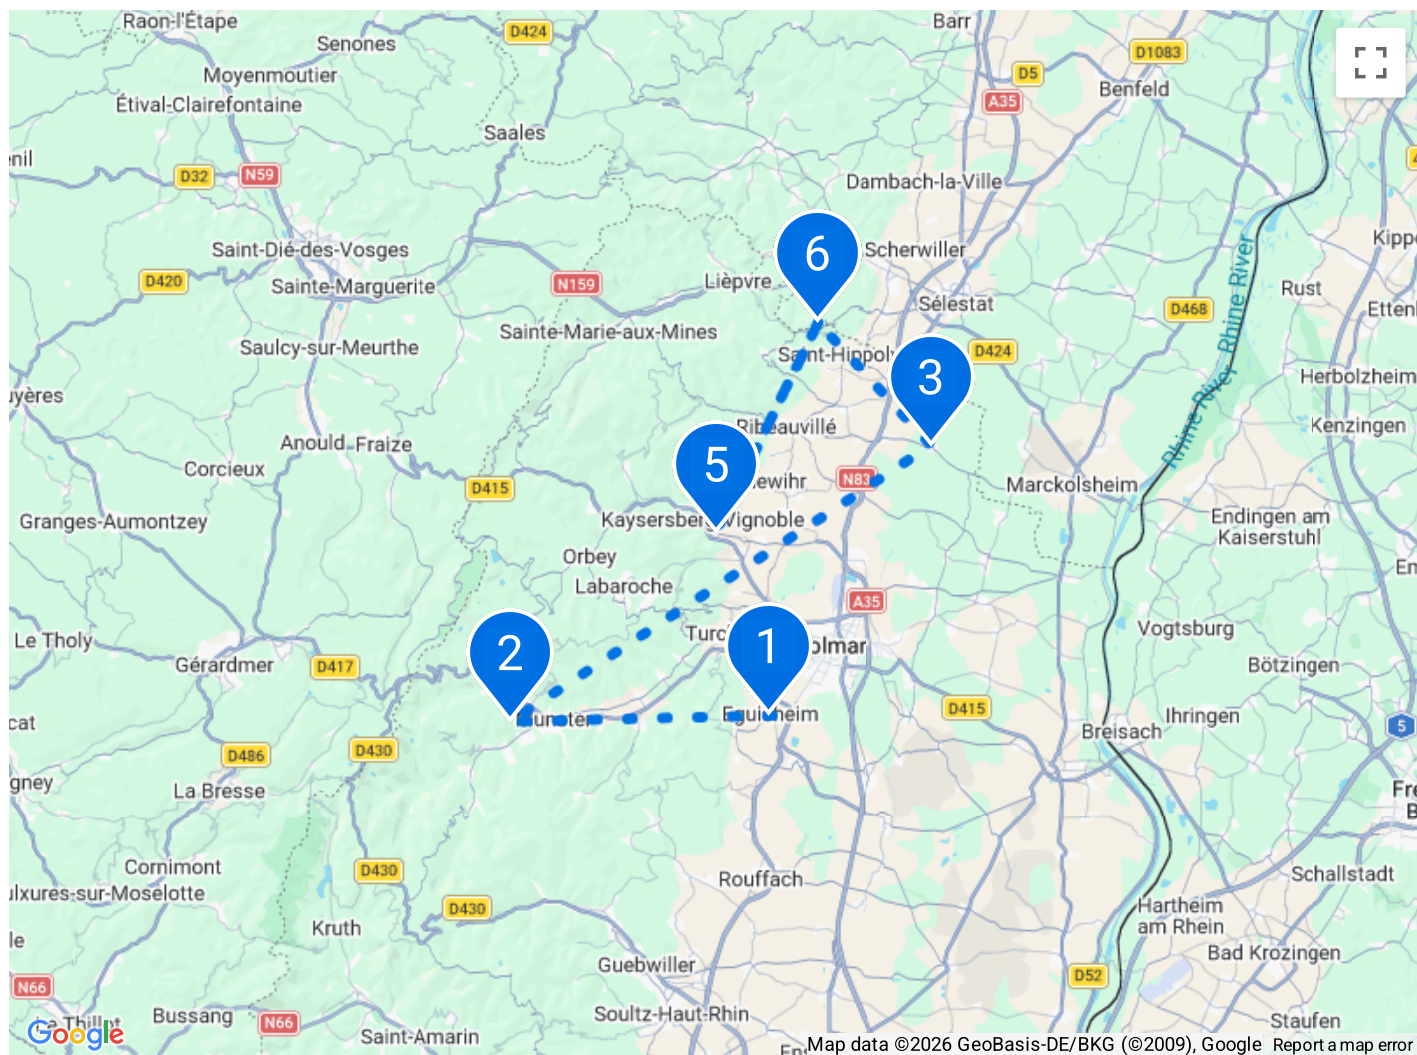 Raon-l'Étape
D424
Barr
Senones
D1083
Moyenmoutier
D5
Benfeld
Étival-Clairefontaine
A35
Saales
D32
N59
Dambach-la-Ville
Saint-Dié-des-Vosges
6
Scherwiller
D420
Sainte-Marguerite
N159
Lièpvre
Sélestat
D468
Rust
Rhine River
Sainte-Marie-aux-Mines
Saulcy-sur-Meurthe
3
D424
Herbolzheim
Rhine River
Anould
Fraize
Ribeauvillé
Kenzingen
Corcieux
5
D415
N83
Marckolsheim
Granges-Aumontzey
Kaysersberg Vignoble
Endingen am
Kaiserstuhl
Orbey
Labaroche
A35
Le Tholy
Gérardmer
D417
2
1
Vogtsburg
Bötzingen
D415
Ihringen
Eguisheim
Breisach
5
D486
D430
La Bresse
Cornimont
D430
Rouffach
Schallstadt
D430
Hartheim
am Rhein
Kruth
Bad Krozingen
Guebwiller
D52
N66
Soultz-Haut-Rhin
Bussang
N66
Saint-Amarin
Staufen
Google
Map data ©2026 GeoBasis-DE/BKG (©2009), Google
Report a map error